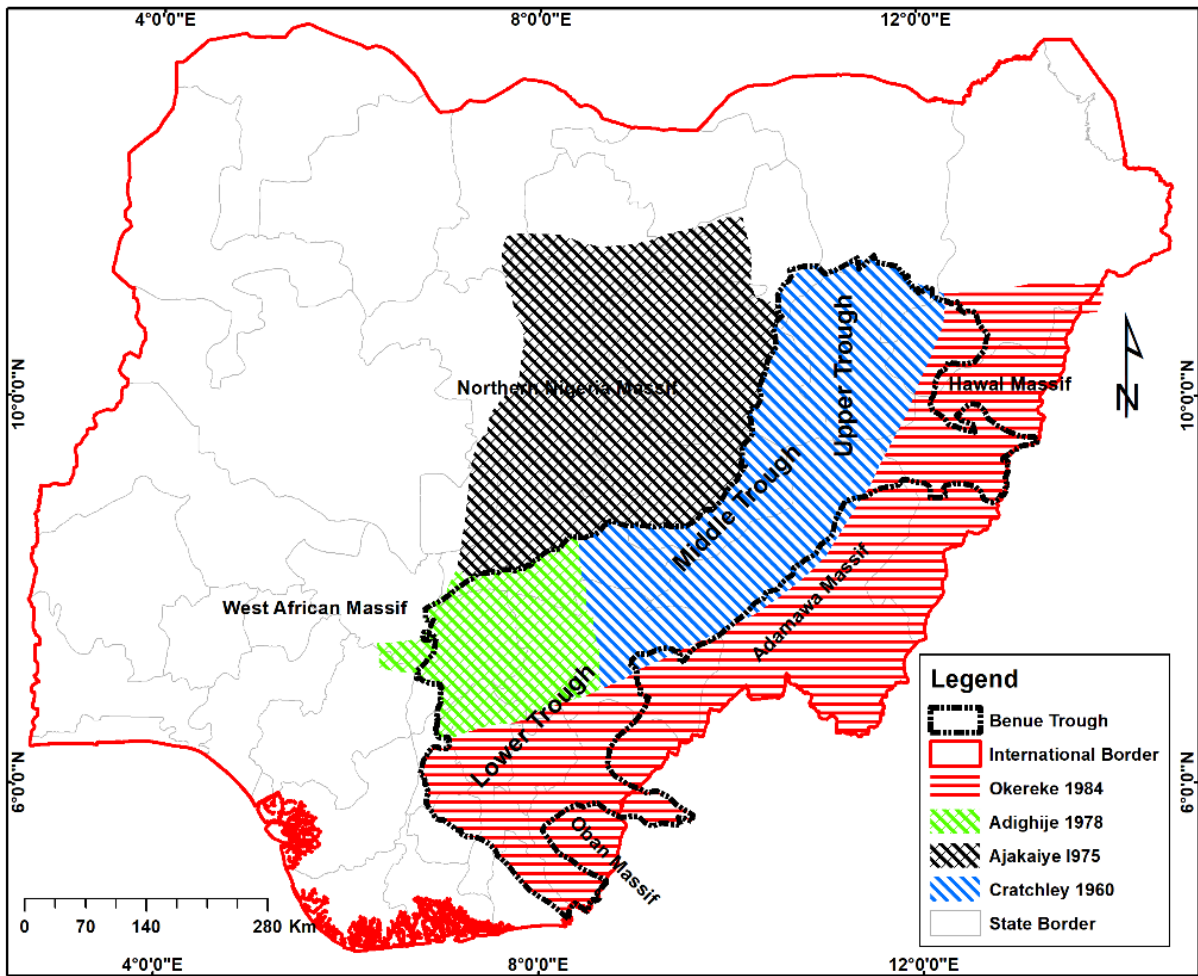 4°0'0"E 8°0'0"E 12°0'0"E
10°0'0"N
10°0'0"N
Northern Nigeria Massif
Upper Trough
Hawal Massif
N
Middle Trough
West African Massif
Adamawa Massif
Lower Trough
Oban Massif
6°0'0"N
6°0'0"N
Legend
Benue Trough
International Border
Okereke 1984
Adighije 1978
Ajakaiye I975
Cratchley 1960
State Border
0 70 140 280 Km
4°0'0"E 8°0'0"E 12°0'0"E